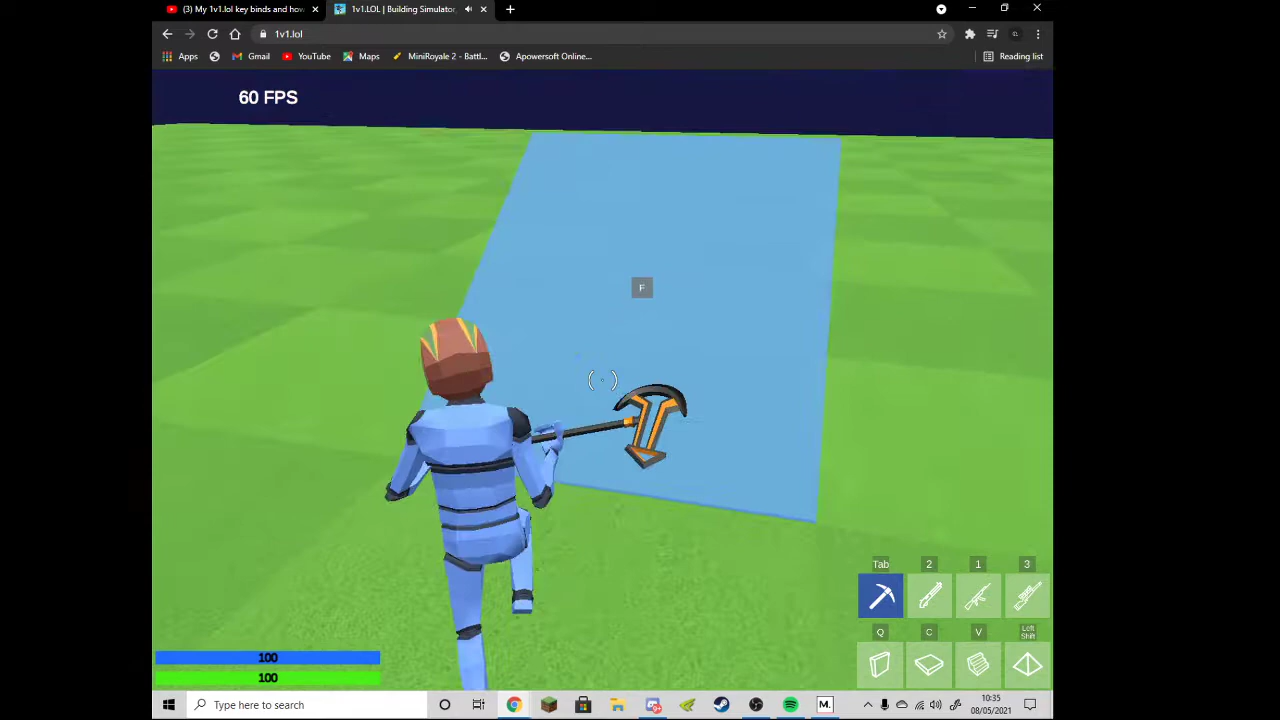 (3) My 1v1.lol key binds and how
1v1.LOL | Building Simulator,
1v1.lol
Apps
Gmail
YouTube
Maps
MiniRoyale 2 - Battl...
Apowersoft Online...
Reading list
60 FPS
F
Tab 2 1 3
Q C V Left Shift
100
100
Type here to search
M.
10:35
08/05/2021